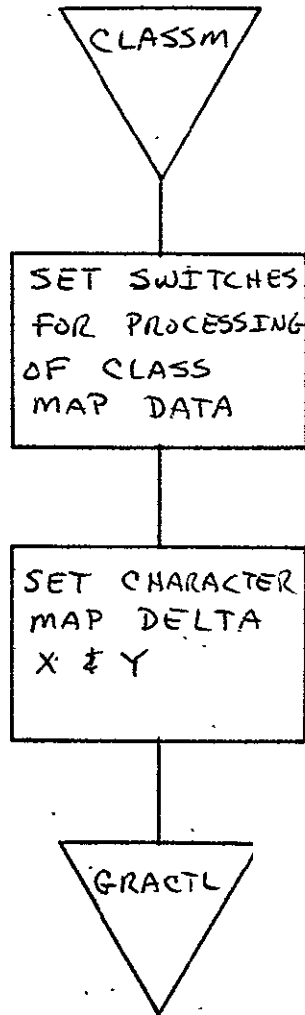 CLASSM
SET SWITCHES
FOR PROCESSING
OF CLASS
MAP DATA
SET CHARACTER
MAP DELTA
X & Y
GRACTL